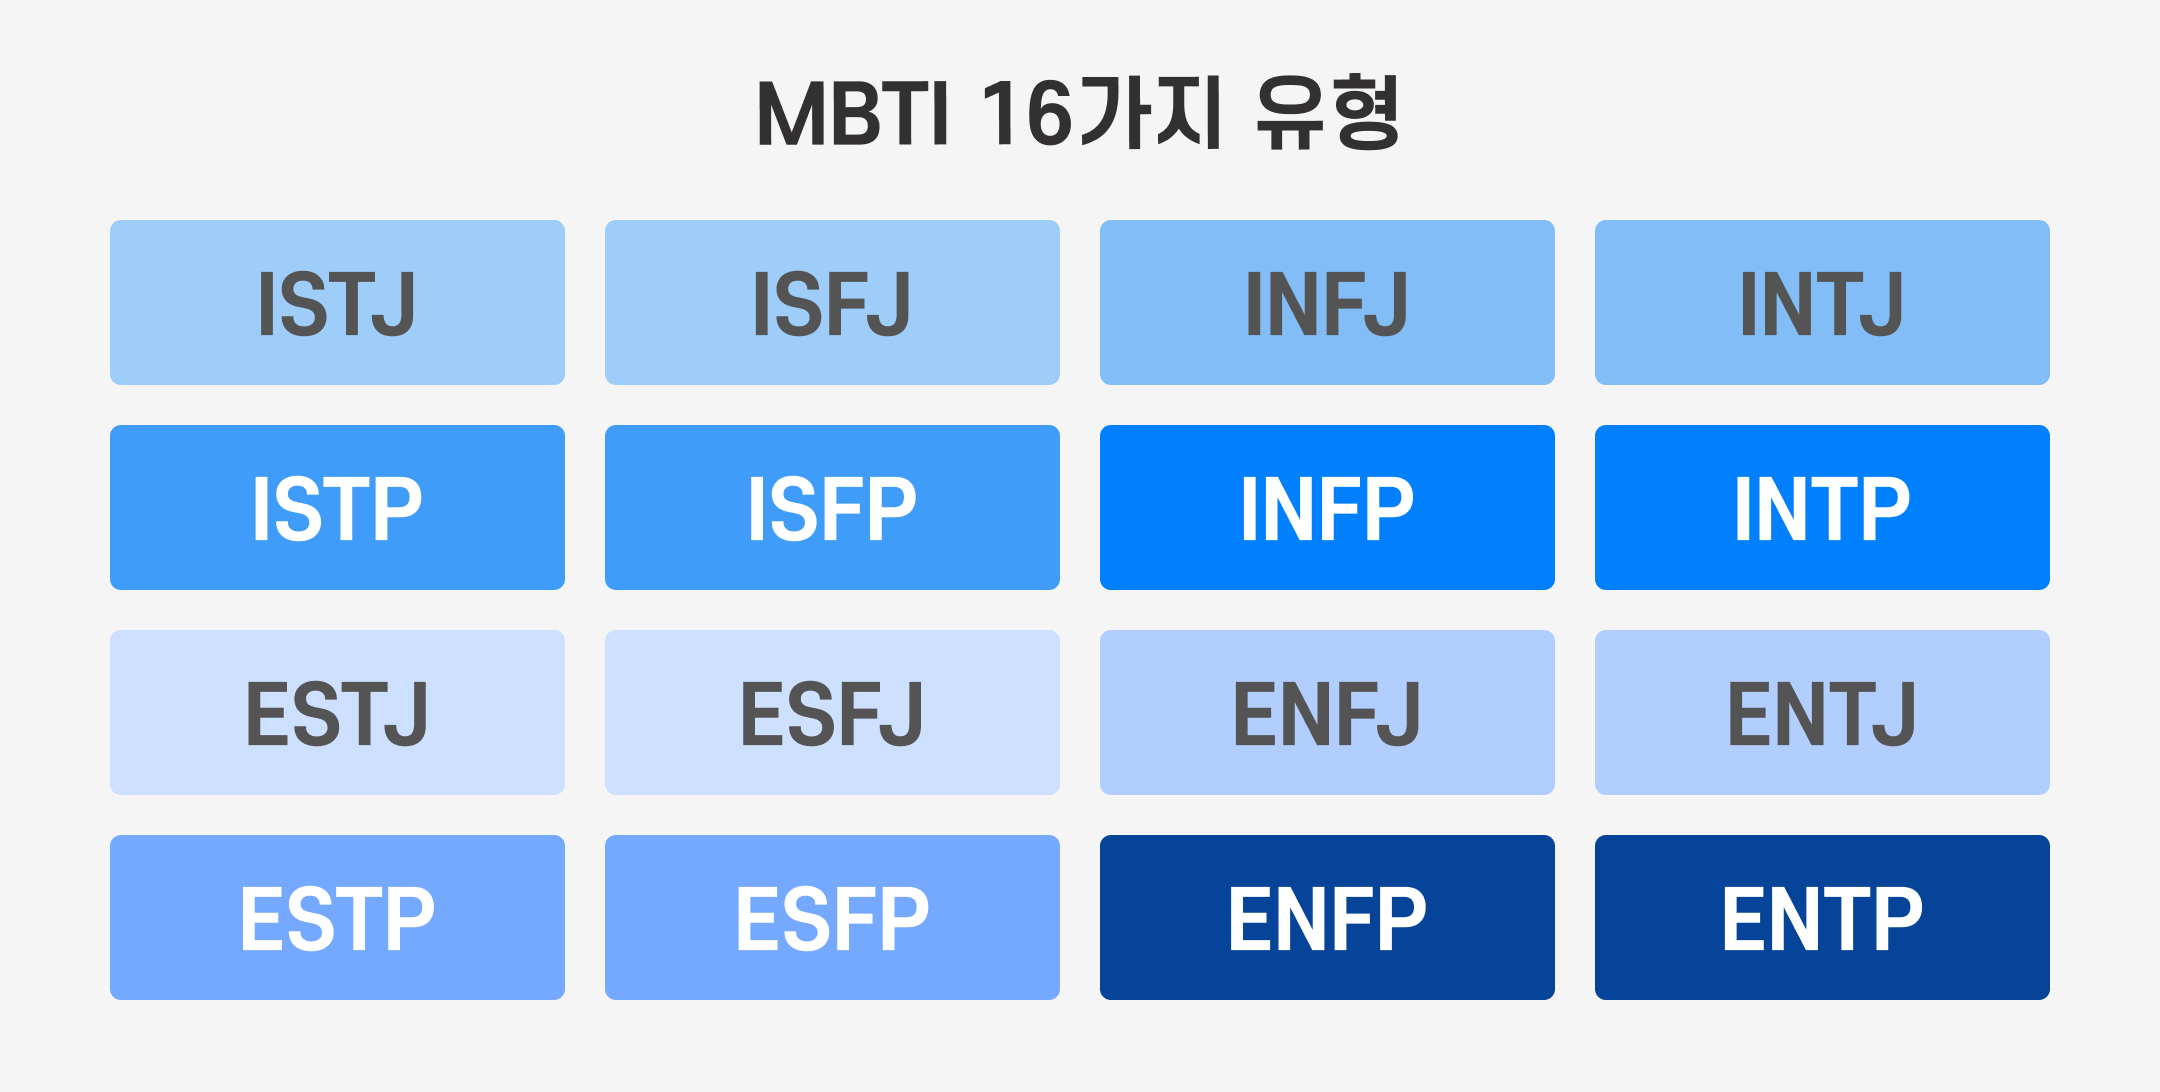 MBTI 16가지 유형
ISTJ ISFJ INFJ INTJ
ISTP ISFP INFP INTP
ESTJ ESFJ ENFJ ENTJ
ESTP ESFP ENFP ENTP